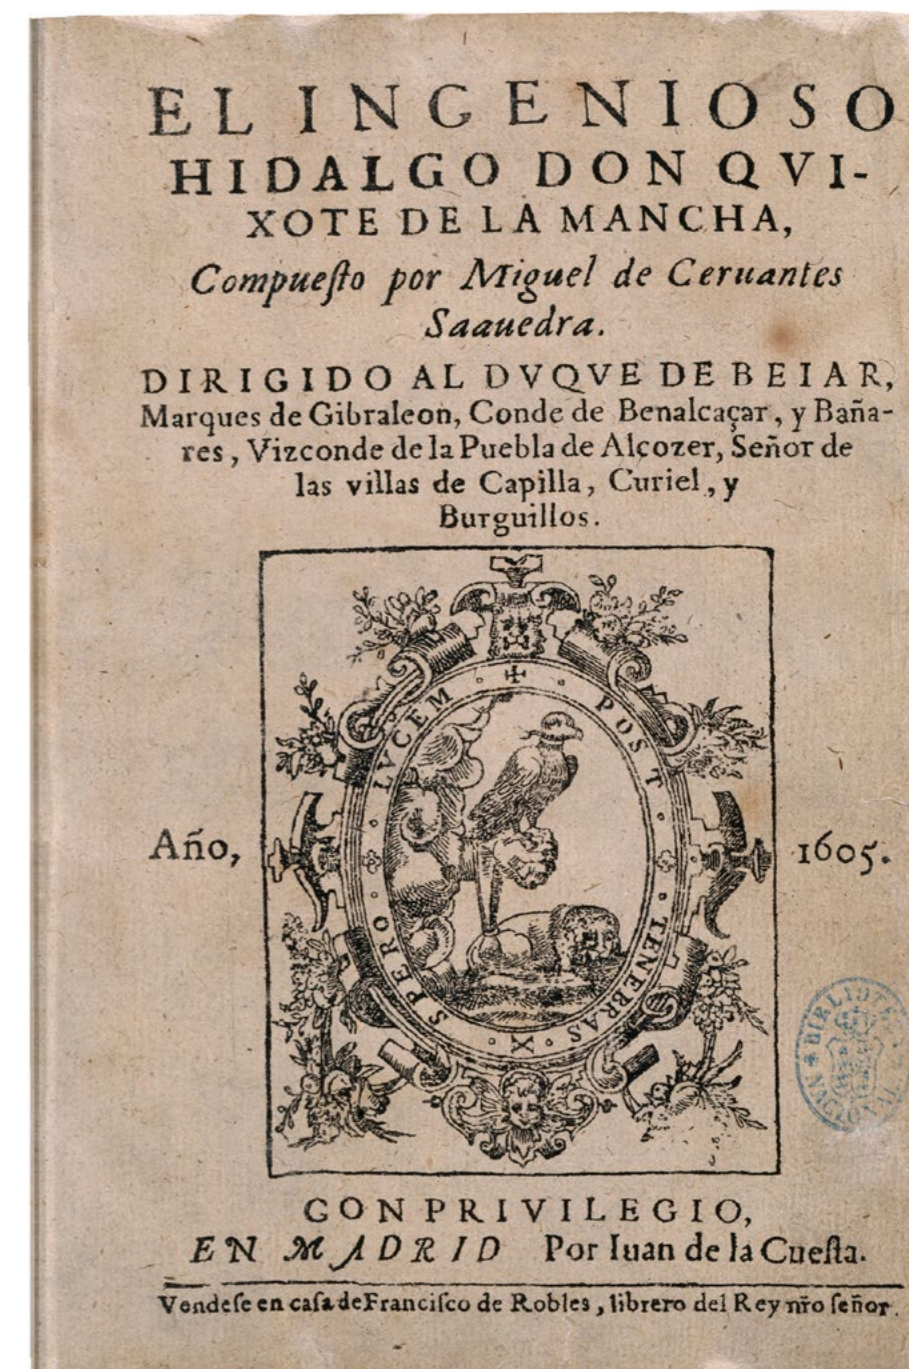 EL INGENIOSO
HIDALGO DON QVI-
XOTE DE LA MANCHA,
Compueſto por Miguel de Ceruantes
Saauedra.
DIRIGIDO AL DVQVE DE BEIAR,
Marques de Gibraleon, Conde de Benalcaçar, y Baña-
res, Vizconde de la Puebla de Alcozer, Señor de
las villas de Capilla, Curiel, y
Burguillos.
POST TENEBRAS SPERO LVCEM
Año, 1605.
CON PRIVILEGIO,
EN MADRID Por Iuan de la Cueſta.
Vendeſe en caſa de Franciſco de Robles, librero del Rey nr̃o ſeñor.